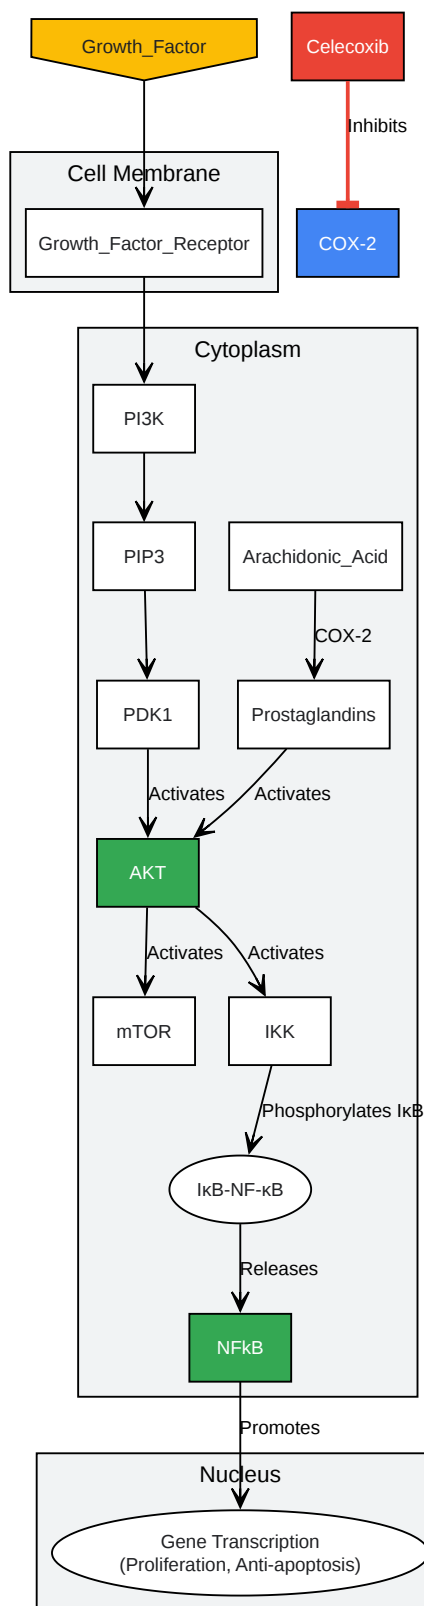 Growth_Factor
Celecoxib
Inhibits
Cell Membrane
Growth_Factor_Receptor
COX-2
Cytoplasm
PI3K
PIP3
Arachidonic_Acid
COX-2
PDK1
Prostaglandins
Activates
Activates
AKT
Activates
Activates
mTOR
IKK
Phosphorylates IκB
IκB-NF-κB
Releases
NFkB
Promotes
Nucleus
Gene Transcription
(Proliferation, Anti-apoptosis)